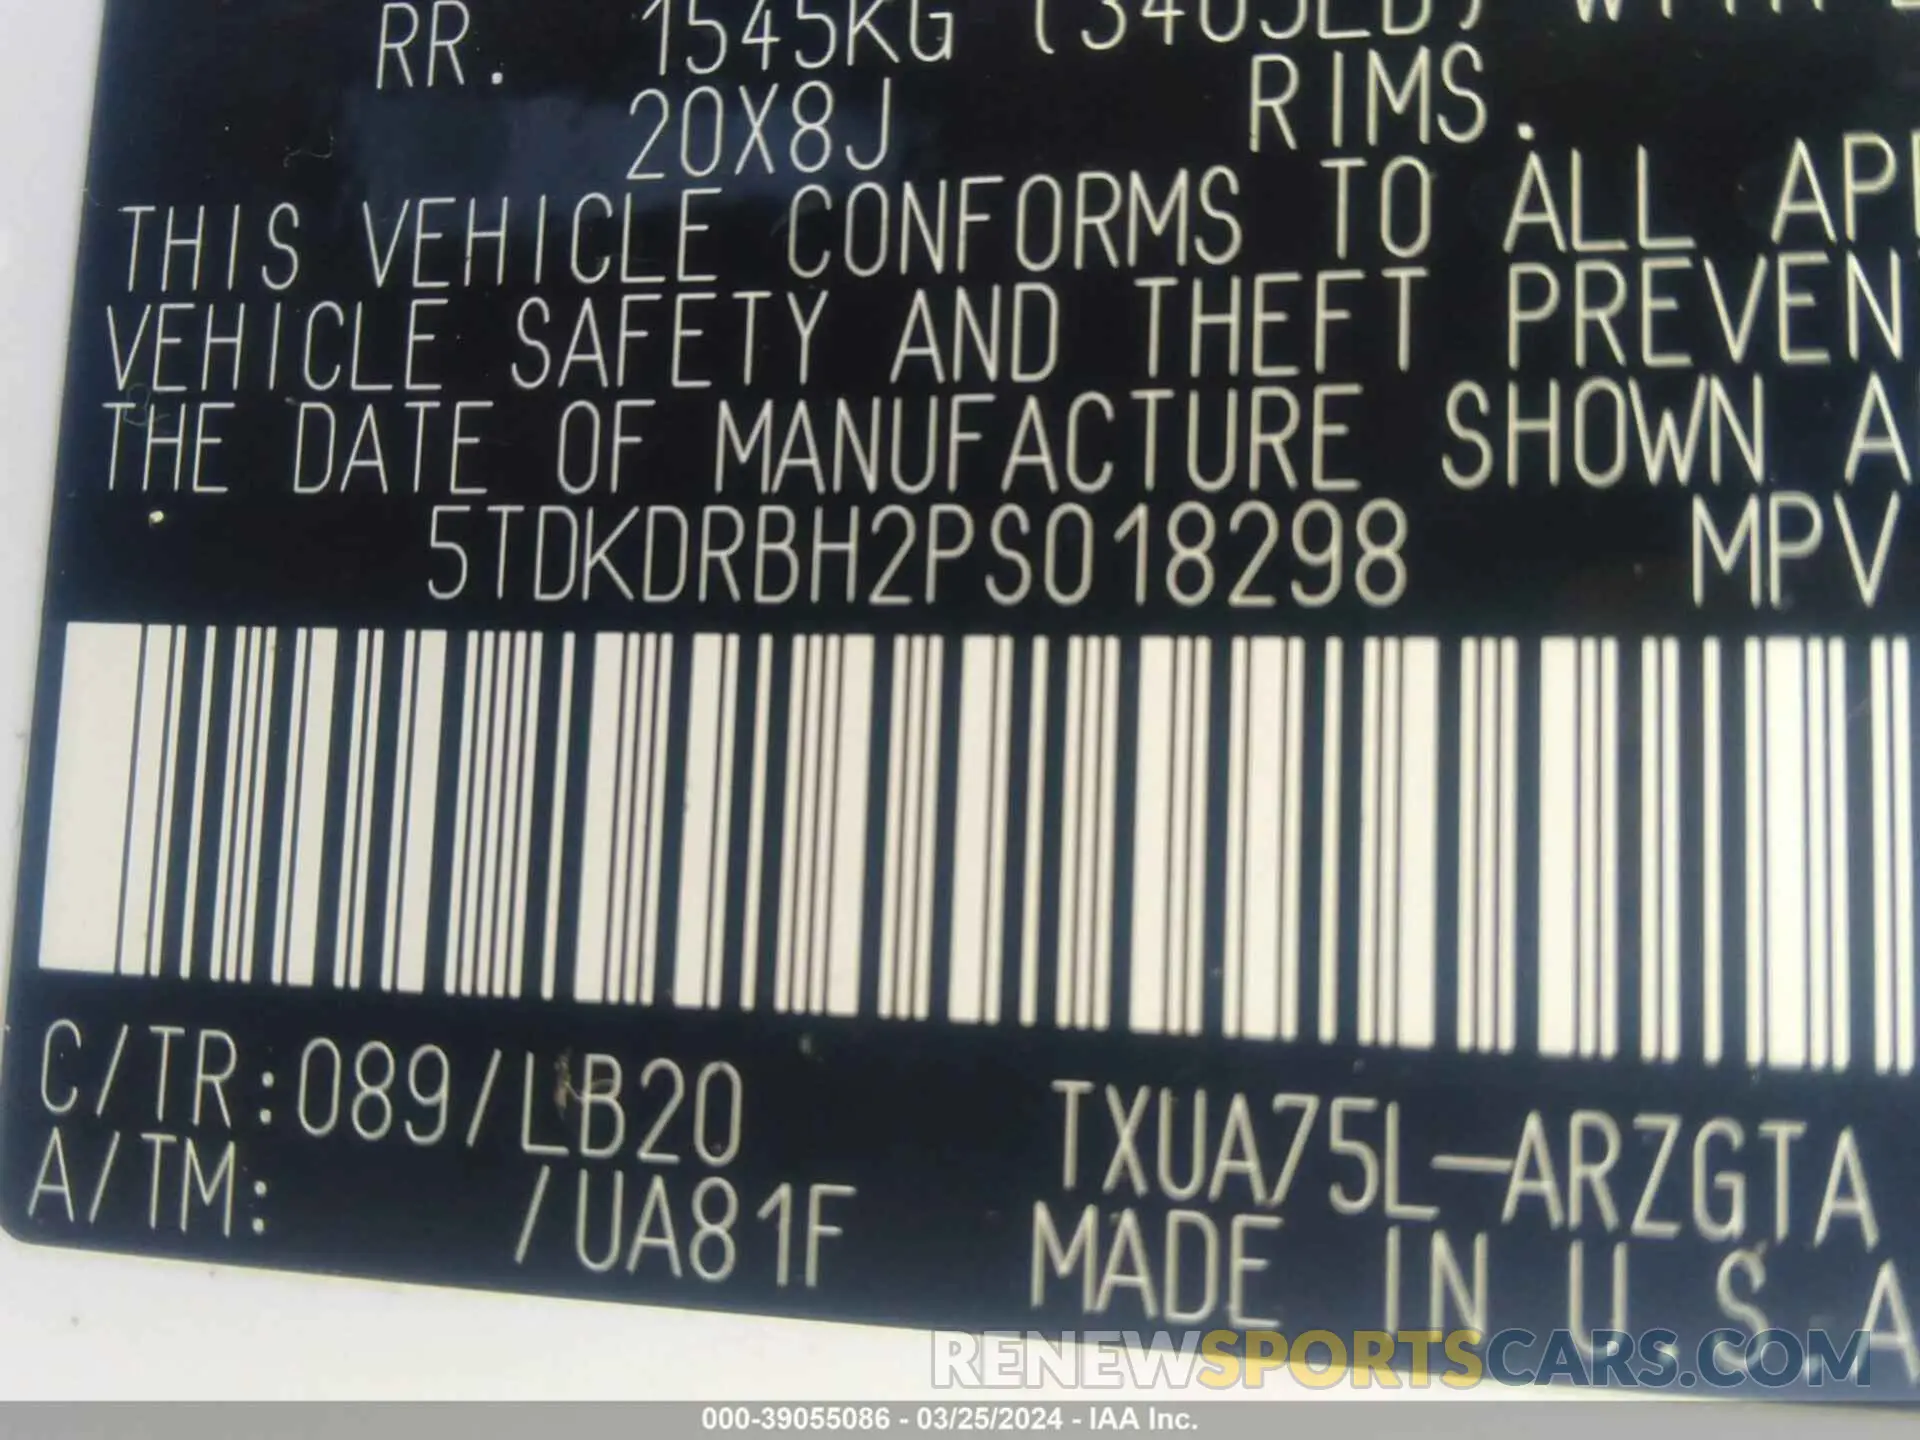 RR. 1545KG (3405LB) WITH
20X8J RIMS.
THIS VEHICLE CONFORMS TO ALL
VEHICLE SAFETY AND THEFT
THE DATE OF MANUFACTURE SHOWN
5TDKDRBH2PS018298 MPV
C/TR:089/LB20 TXUA75L-ARZGTA
A/TM: /UA81F MADE IN U.S.A
RENEWSPORTSCARS.COM
000-39055086 - 03/25/2024 - IAA Inc.